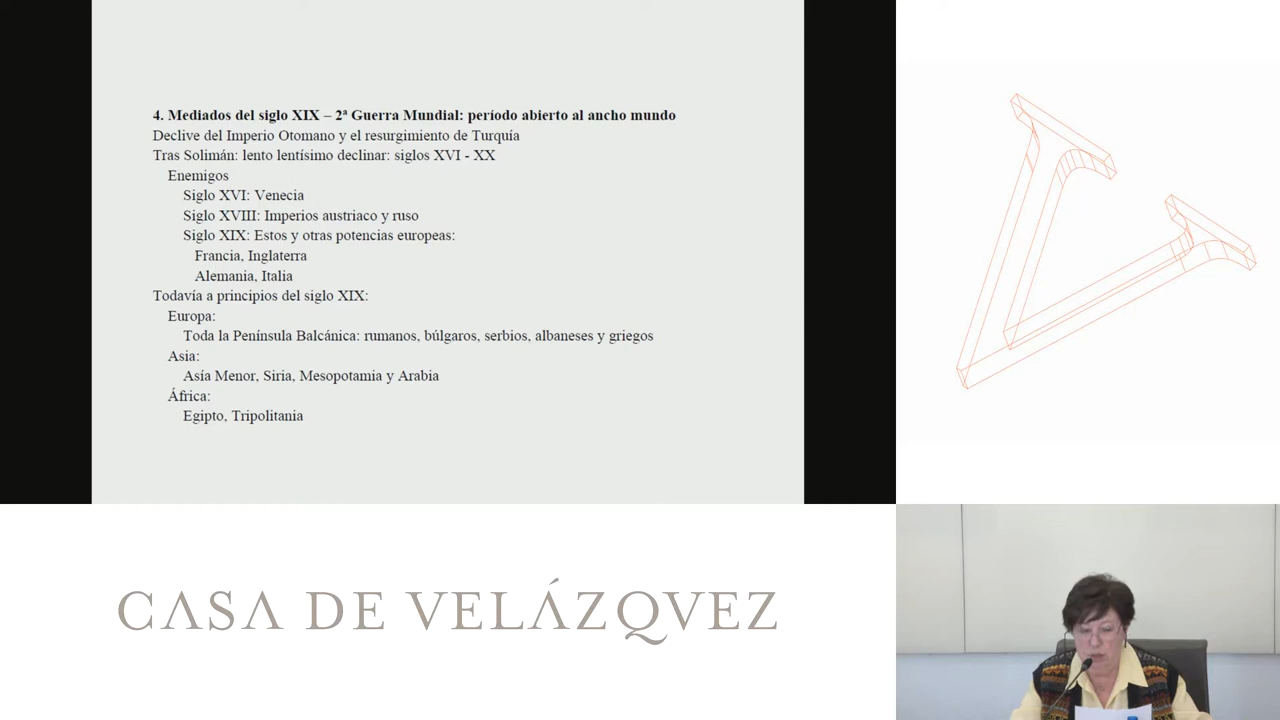 4. Mediados del siglo XIX – 2ª Guerra Mundial: período abierto al ancho mundo
Declive del Imperio Otomano y el resurgimiento de Turquía
Tras Solimán: lento lentísimo declinar: siglos XVI - XX
Enemigos
Siglo XVI: Venecia
Siglo XVIII: Imperios austriaco y ruso
Siglo XIX: Estos y otras potencias europeas:
Francia, Inglaterra
Alemania, Italia
Todavía a principios del siglo XIX:
Europa:
Toda la Península Balcánica: rumanos, búlgaros, serbios, albaneses y griegos
Asia:
Asía Menor, Siria, Mesopotamia y Arabia
África:
Egipto, Tripolitania
CASA DE VELÁZQVEZ